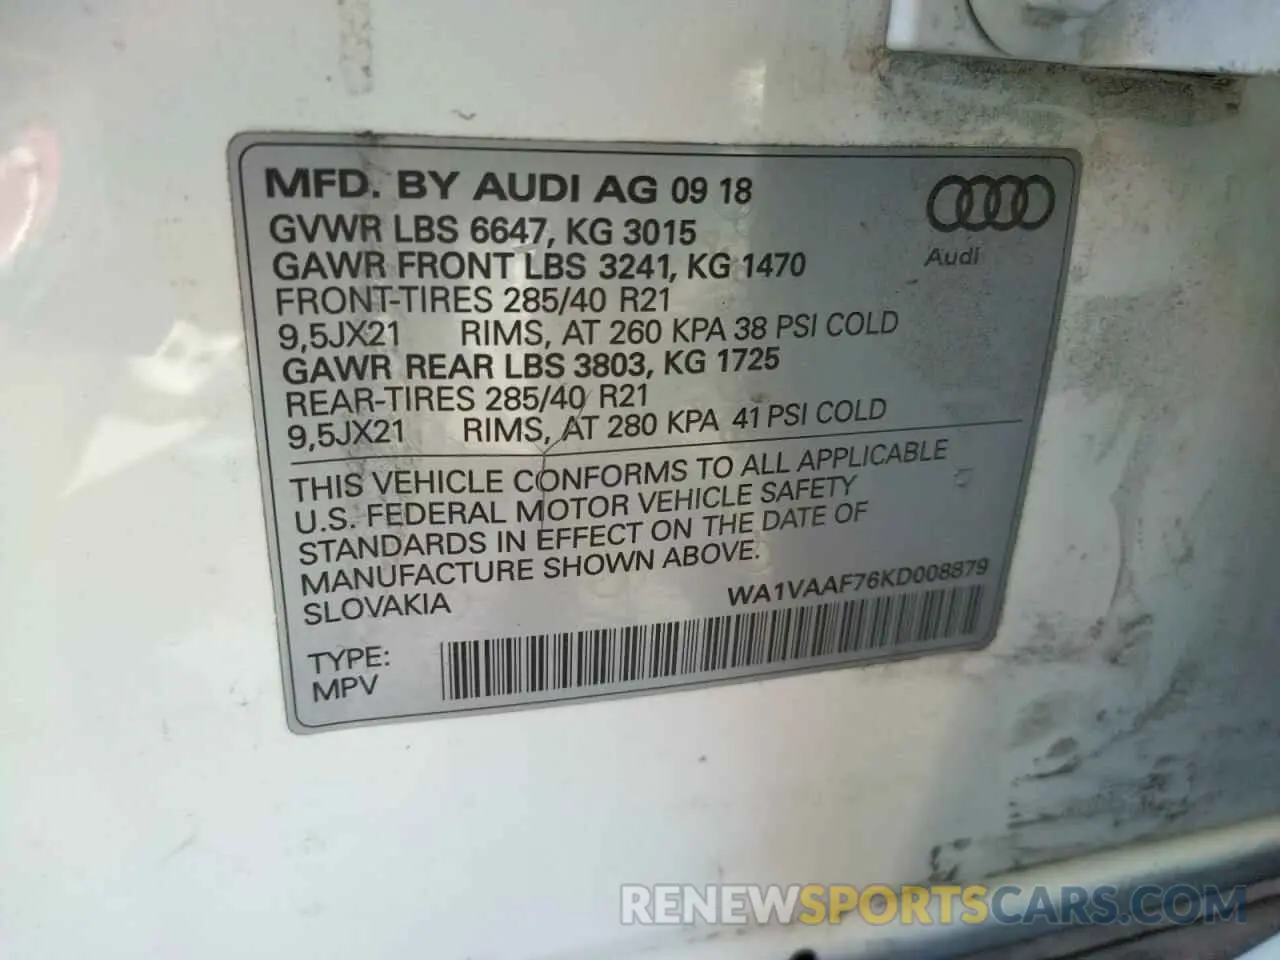 MFD. BY AUDI AG 09 18
GVWR LBS 6647, KG 3015
GAWR FRONT LBS 3241, KG 1470
FRONT-TIRES 285/40 R21
9,5JX21 RIMS, AT 260 KPA 38 PSI COLD
GAWR REAR LBS 3803, KG 1725
REAR-TIRES 285/40 R21
9,5JX21 RIMS, AT 280 KPA 41 PSI COLD
Audi
THIS VEHICLE CONFORMS TO ALL APPLICABLE
U.S. FEDERAL MOTOR VEHICLE SAFETY
STANDARDS IN EFFECT ON THE DATE OF
MANUFACTURE SHOWN ABOVE.
SLOVAKIA
WA1VAAF76KD008879
TYPE:
MPV
RENEWSPORTSCARS.COM